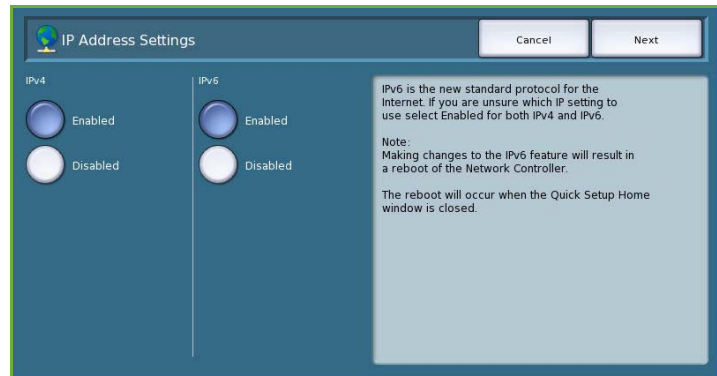 IP Address Settings
Cancel
Next
IPv4
Enabled
Disabled
IPv6
Enabled
Disabled
IPv6 is the new standard protocol for the
Internet. If you are unsure which IP setting to
use select Enabled for both IPv4 and IPv6.
Note:
Making changes to the IPv6 feature will result in
a reboot of the Network Controller.
The reboot will occur when the Quick Setup Home
window is closed.